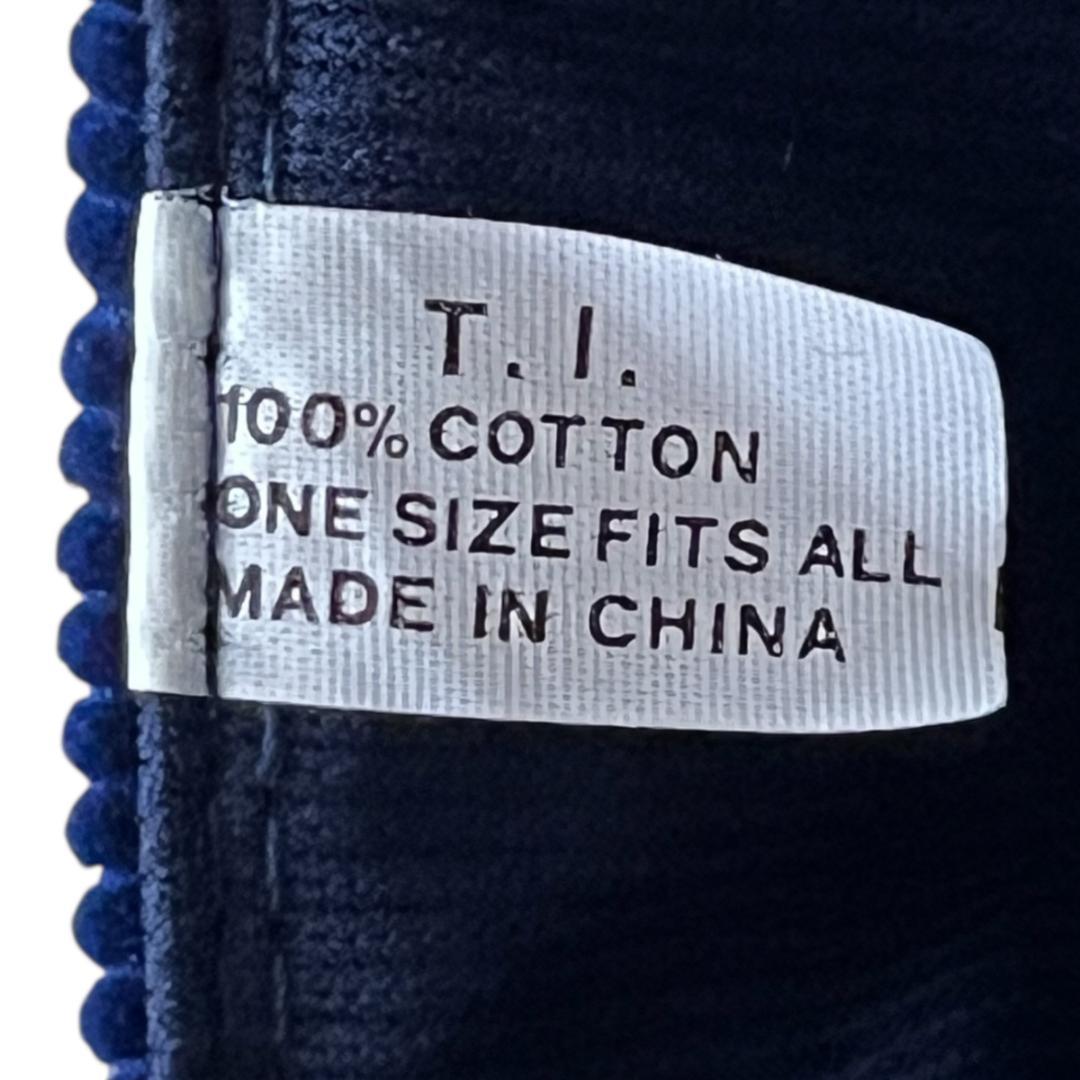 T. I.
100% COTTON
ONE SIZE FITS ALL
MADE IN CHINA